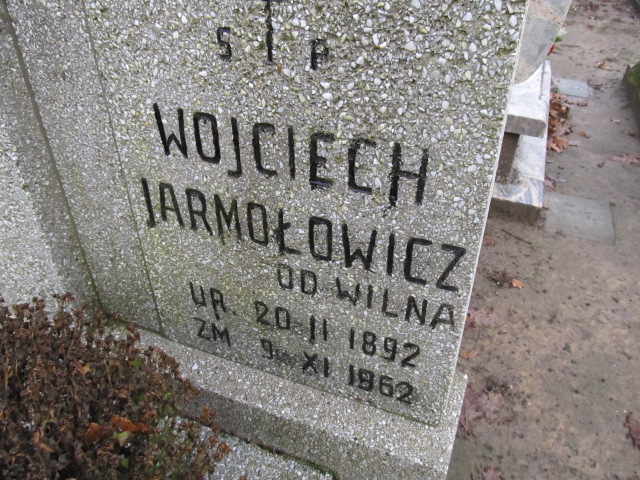 S P
WOJCIECH
JARMOŁOWICZ
OD WILNA
UR. 20-II 1892
ZM 9-XI 1962